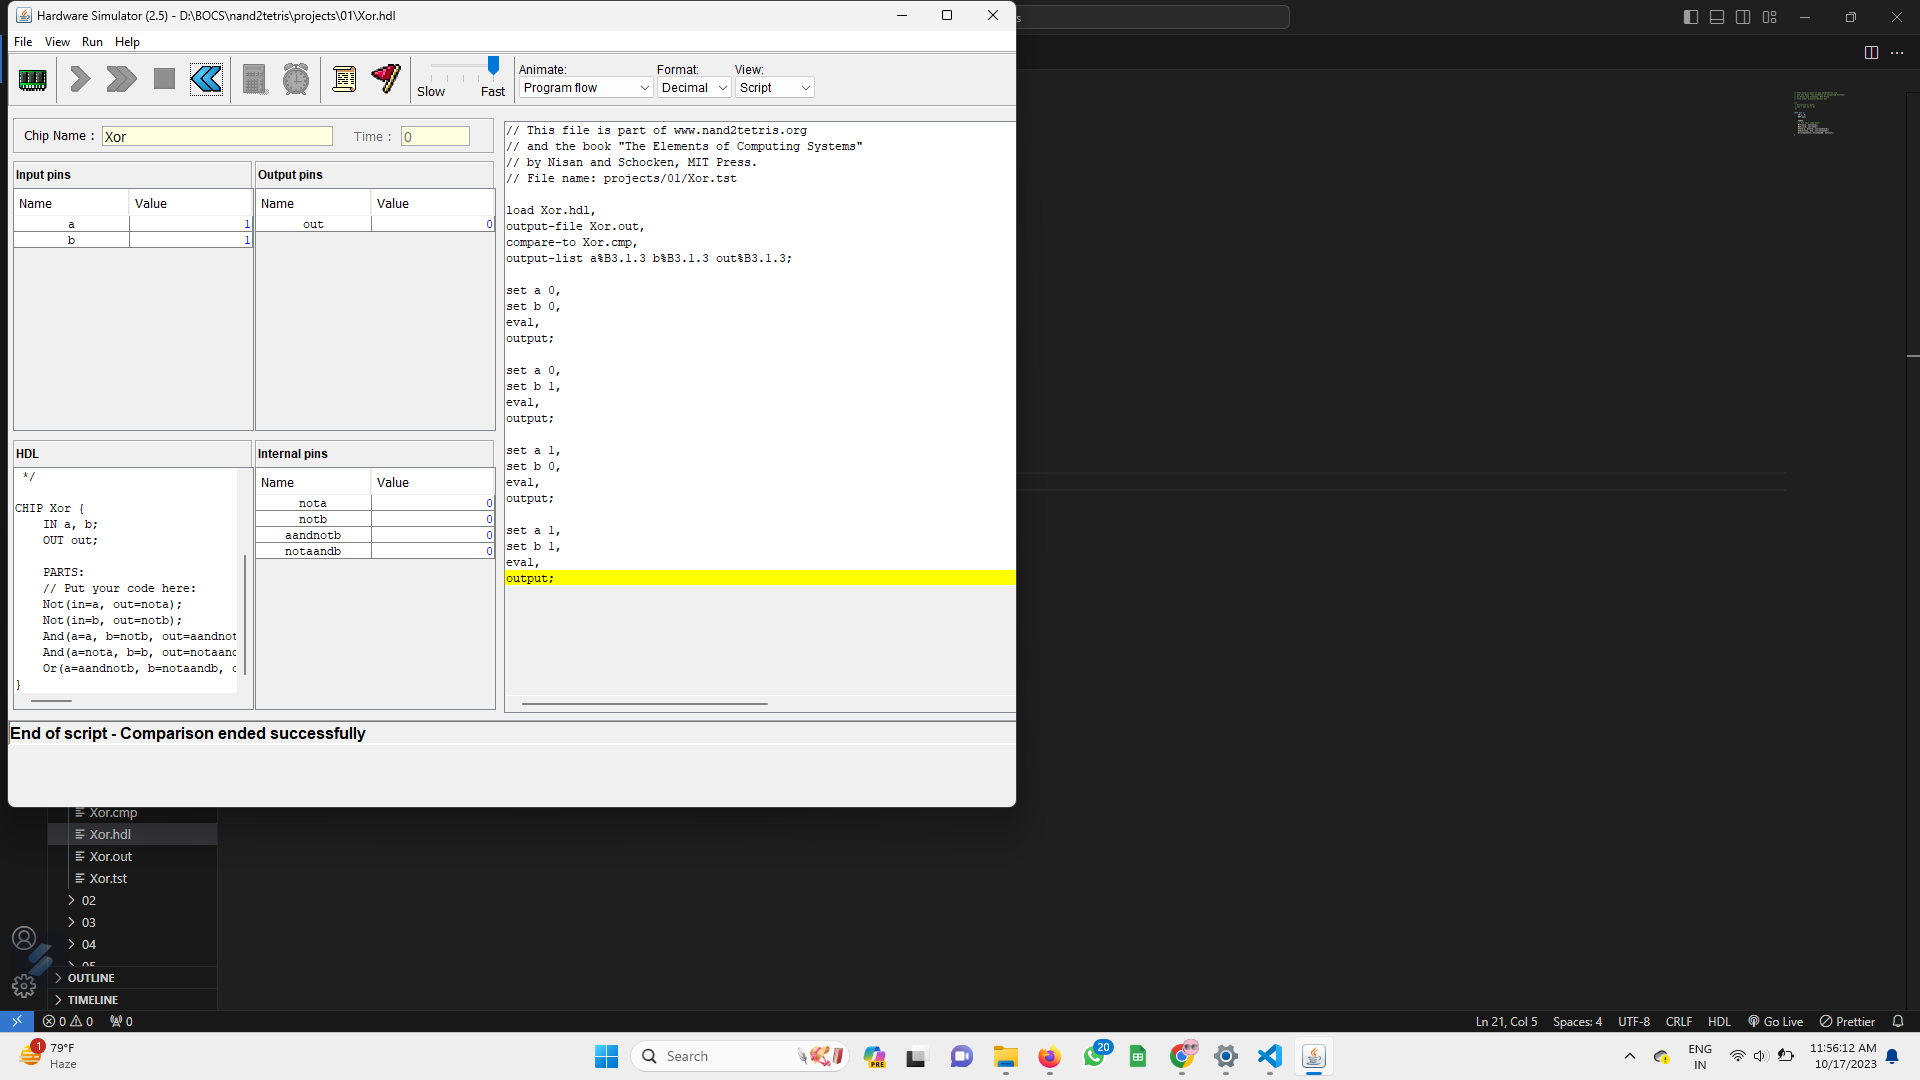 Hardware Simulator (2.5) - D:\BOCS\nand2tetris\projects\01\Xor.hdl
File View Run Help
Slow Fast
Animate: Format: View:
Program flow Decimal Script
Chip Name : Xor Time : 0
Input pins
Name Value
a 1
b 1
Output pins
Name Value
out 0
HDL
*/
CHIP Xor {
IN a, b;
OUT out;
PARTS:
// Put your code here:
Not(in=a, out=nota);
Not(in=b, out=notb);
And(a=a, b=notb, out=aandnot
And(a=nota, b=b, out=notaand
Or(a=aandnotb, b=notaandb,
}
Internal pins
Name Value
nota 0
notb 0
aandnotb 0
notaandb 0
// This file is part of www.nand2tetris.org
// and the book "The Elements of Computing Systems"
// by Nisan and Schocken, MIT Press.
// File name: projects/01/Xor.tst
load Xor.hdl,
output-file Xor.out,
compare-to Xor.cmp,
output-list a%B3.1.3 b%B3.1.3 out%B3.1.3;
set a 0,
set b 0,
eval,
output;
set a 0,
set b 1,
eval,
output;
set a 1,
set b 0,
eval,
output;
set a 1,
set b 1,
eval,
output;
End of script - Comparison ended successfully
Xor.cmp
Xor.hdl
Xor.out
Xor.tst
02
03
04
OUTLINE
TIMELINE
0 0 0
Ln 21, Col 5 Spaces: 4 UTF-8 CRLF HDL Go Live Prettier
1
79°F
Haze
Search
PRE
20
ENG
IN
11:56:12 AM
10/17/2023